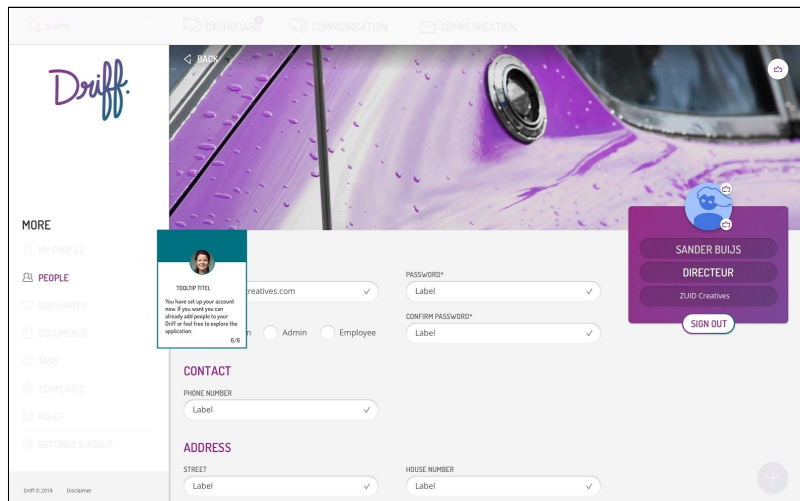 SEARCH
DASHBOARD
COMMUNICATION
COMMUNICATION
BACK
Driff.
MORE
MY PROFILE
PEOPLE
FAVOURITES
DOCUMENTS
TAGS
TEMPLATES
ROLES
SETTINGS & ABOUT
Driff © 2018 Disclaimer
TOOLTIP TITEL
You have set up your account
now. If you want you can
already add people to your
Driff or feel free to explore the
application.
6/6
creatives.com
PASSWORD*
Label
Admin
Employee
CONFIRM PASSWORD*
Label
CONTACT
PHONE NUMBER
Label
ADDRESS
STREET
Label
HOUSE NUMBER
Label
SANDER BUIJS
DIRECTEUR
ZUID Creatives
SIGN OUT